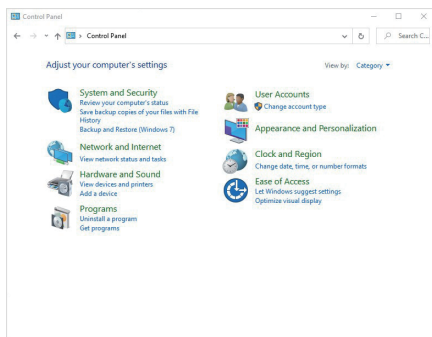 Control Panel
Control Panel
Search C...
Adjust your computer's settings
View by: Category
System and Security
Review your computer's status
Save backup copies of your files with File
History
Backup and Restore (Windows 7)
Network and Internet
View network status and tasks
Hardware and Sound
View devices and printers
Add a device
Programs
Uninstall a program
Get programs
User Accounts
Change account type
Appearance and Personalization
Clock and Region
Change date, time, or number formats
Ease of Access
Let Windows suggest settings
Optimize visual display